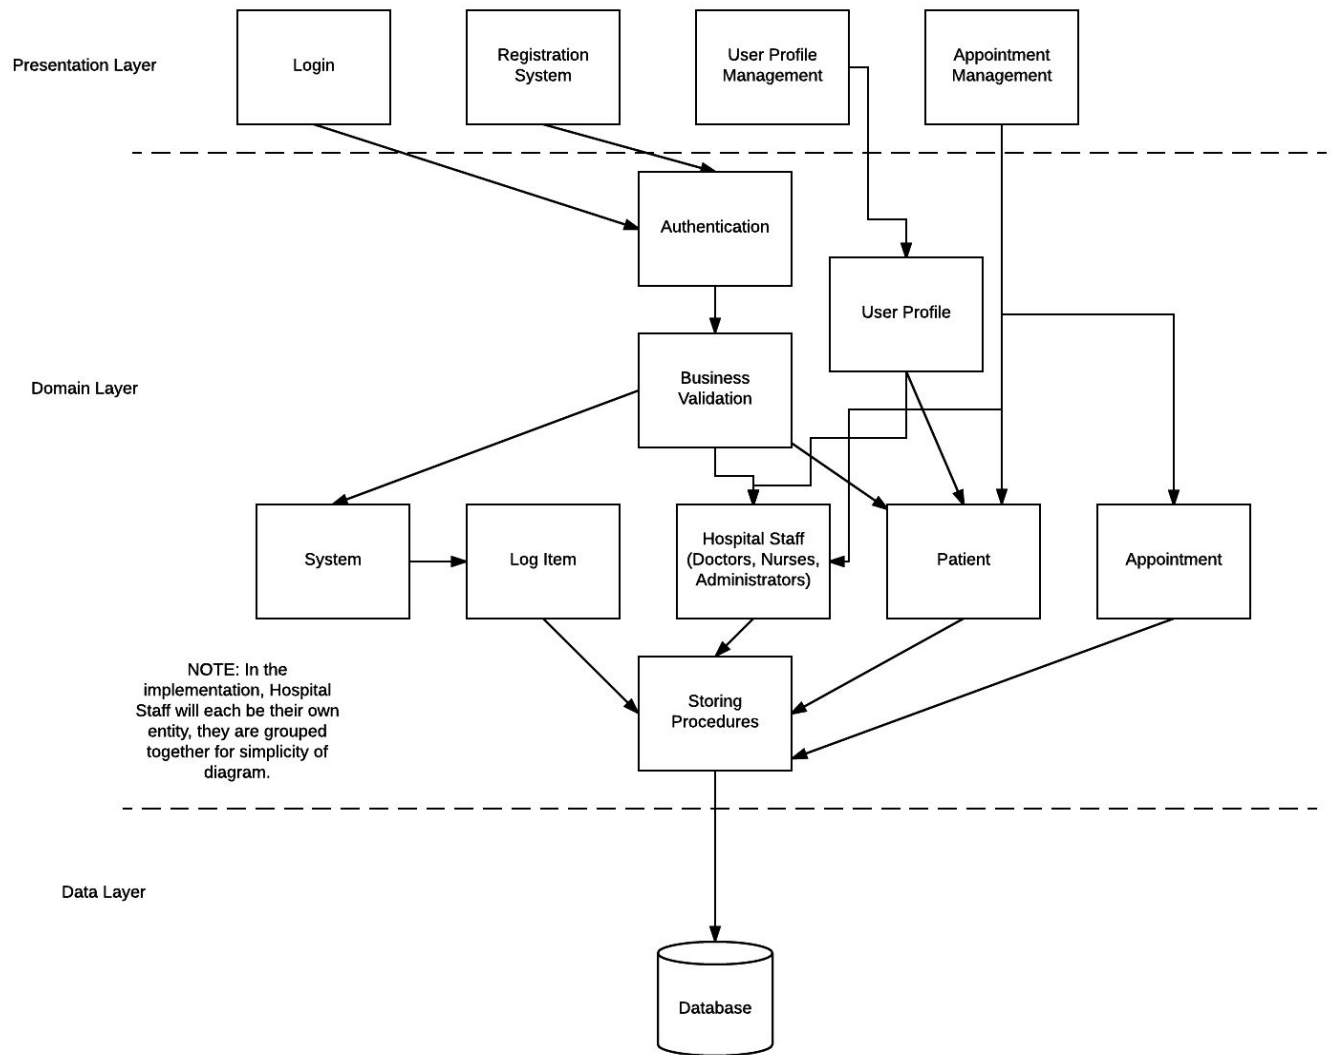 Presentation Layer
Login
Registration
System
User Profile
Management
Appointment
Management
Authentication
User Profile
Domain Layer
Business
Validation
System
Log Item
Hospital Staff
(Doctors, Nurses,
Administrators)
Patient
Appointment
NOTE: In the
implementation, Hospital
Staff will each be their own
entity, they are grouped
together for simplicity of
diagram.
Storing
Procedures
Data Layer
Database